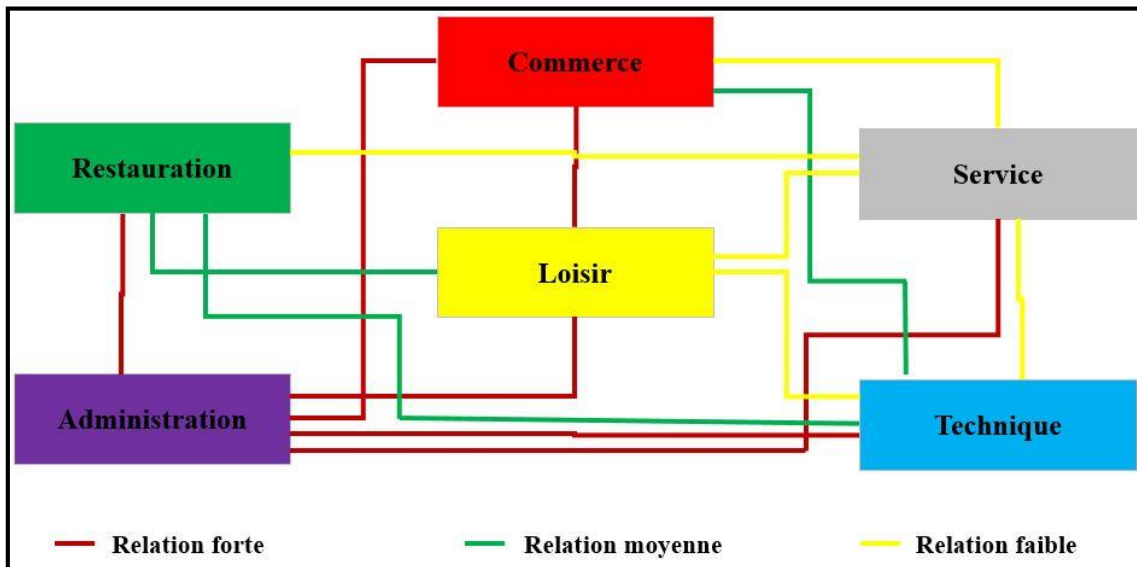 Commerce
Restauration
Service
Loisir
Administration
Technique
Relation forte
Relation moyenne
Relation faible